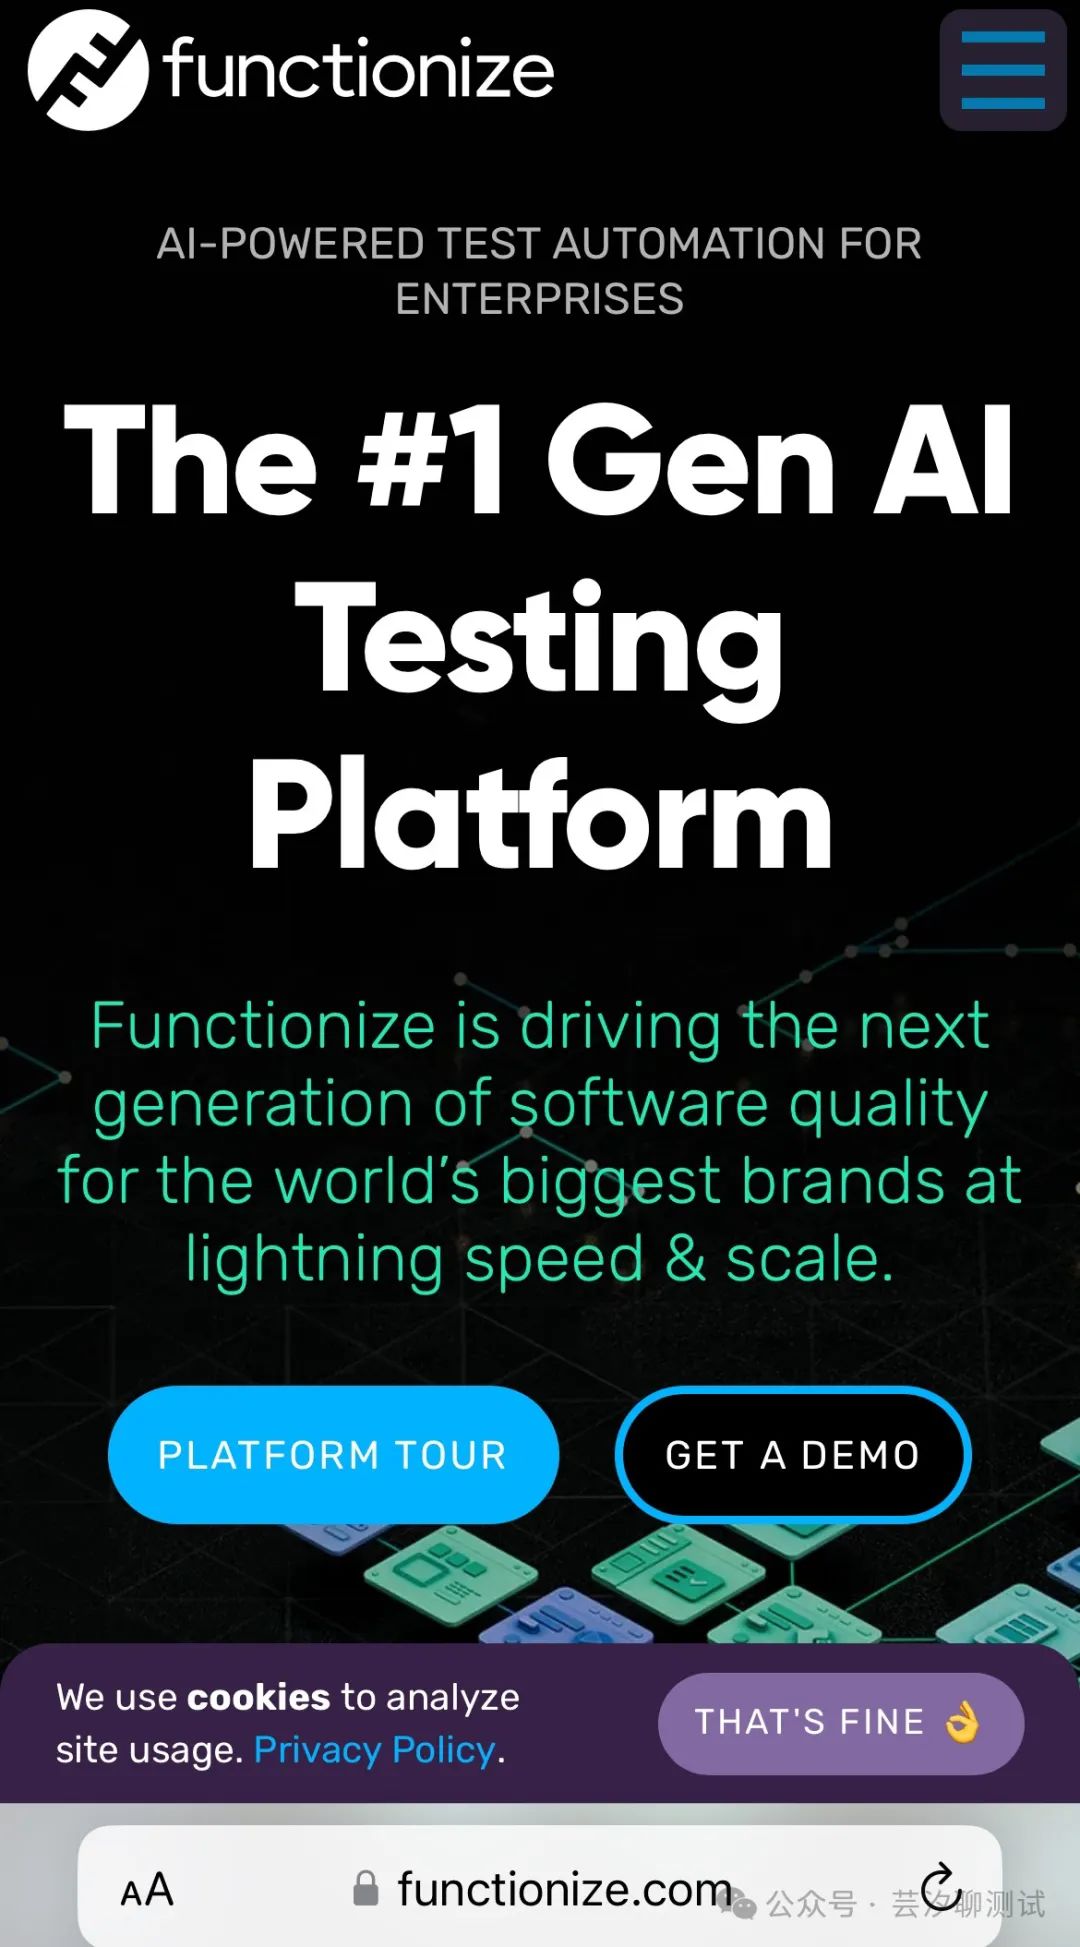 functionize
AI-POWERED TEST AUTOMATION FOR
ENTERPRISES
The #1 Gen AI
Testing
Platform
Functionize is driving the next
generation of software quality
for the world's biggest brands at
lightning speed & scale.
PLATFORM TOUR
GET A DEMO
We use cookies to analyze
site usage. Privacy Policy.
THAT'S FINE 👌
AA
functionize.com
公众号 · 芸汐聊测试